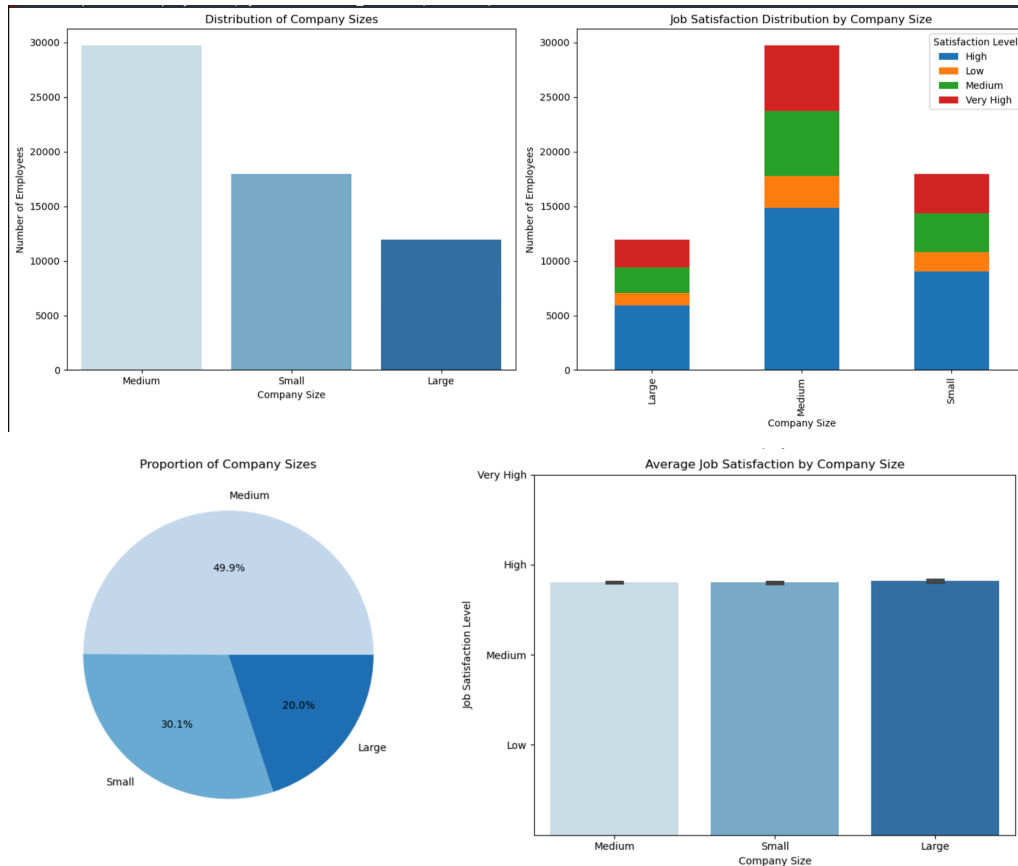 Distribution of Company Sizes
30000
25000
20000
15000
10000
5000
0
Number of Employees
Medium
Small
Large
Company Size
Job Satisfaction Distribution by Company Size
30000
25000
20000
15000
10000
5000
0
Number of Employees
Satisfaction Level
High
Low
Medium
Very High
Large
Medium
Small
Company Size
Proportion of Company Sizes
Medium
49.9%
30.1%
20.0%
Small
Large
Average Job Satisfaction by Company Size
Very High
High
Medium
Low
Job Satisfaction Level
Medium
Small
Large
Company Size